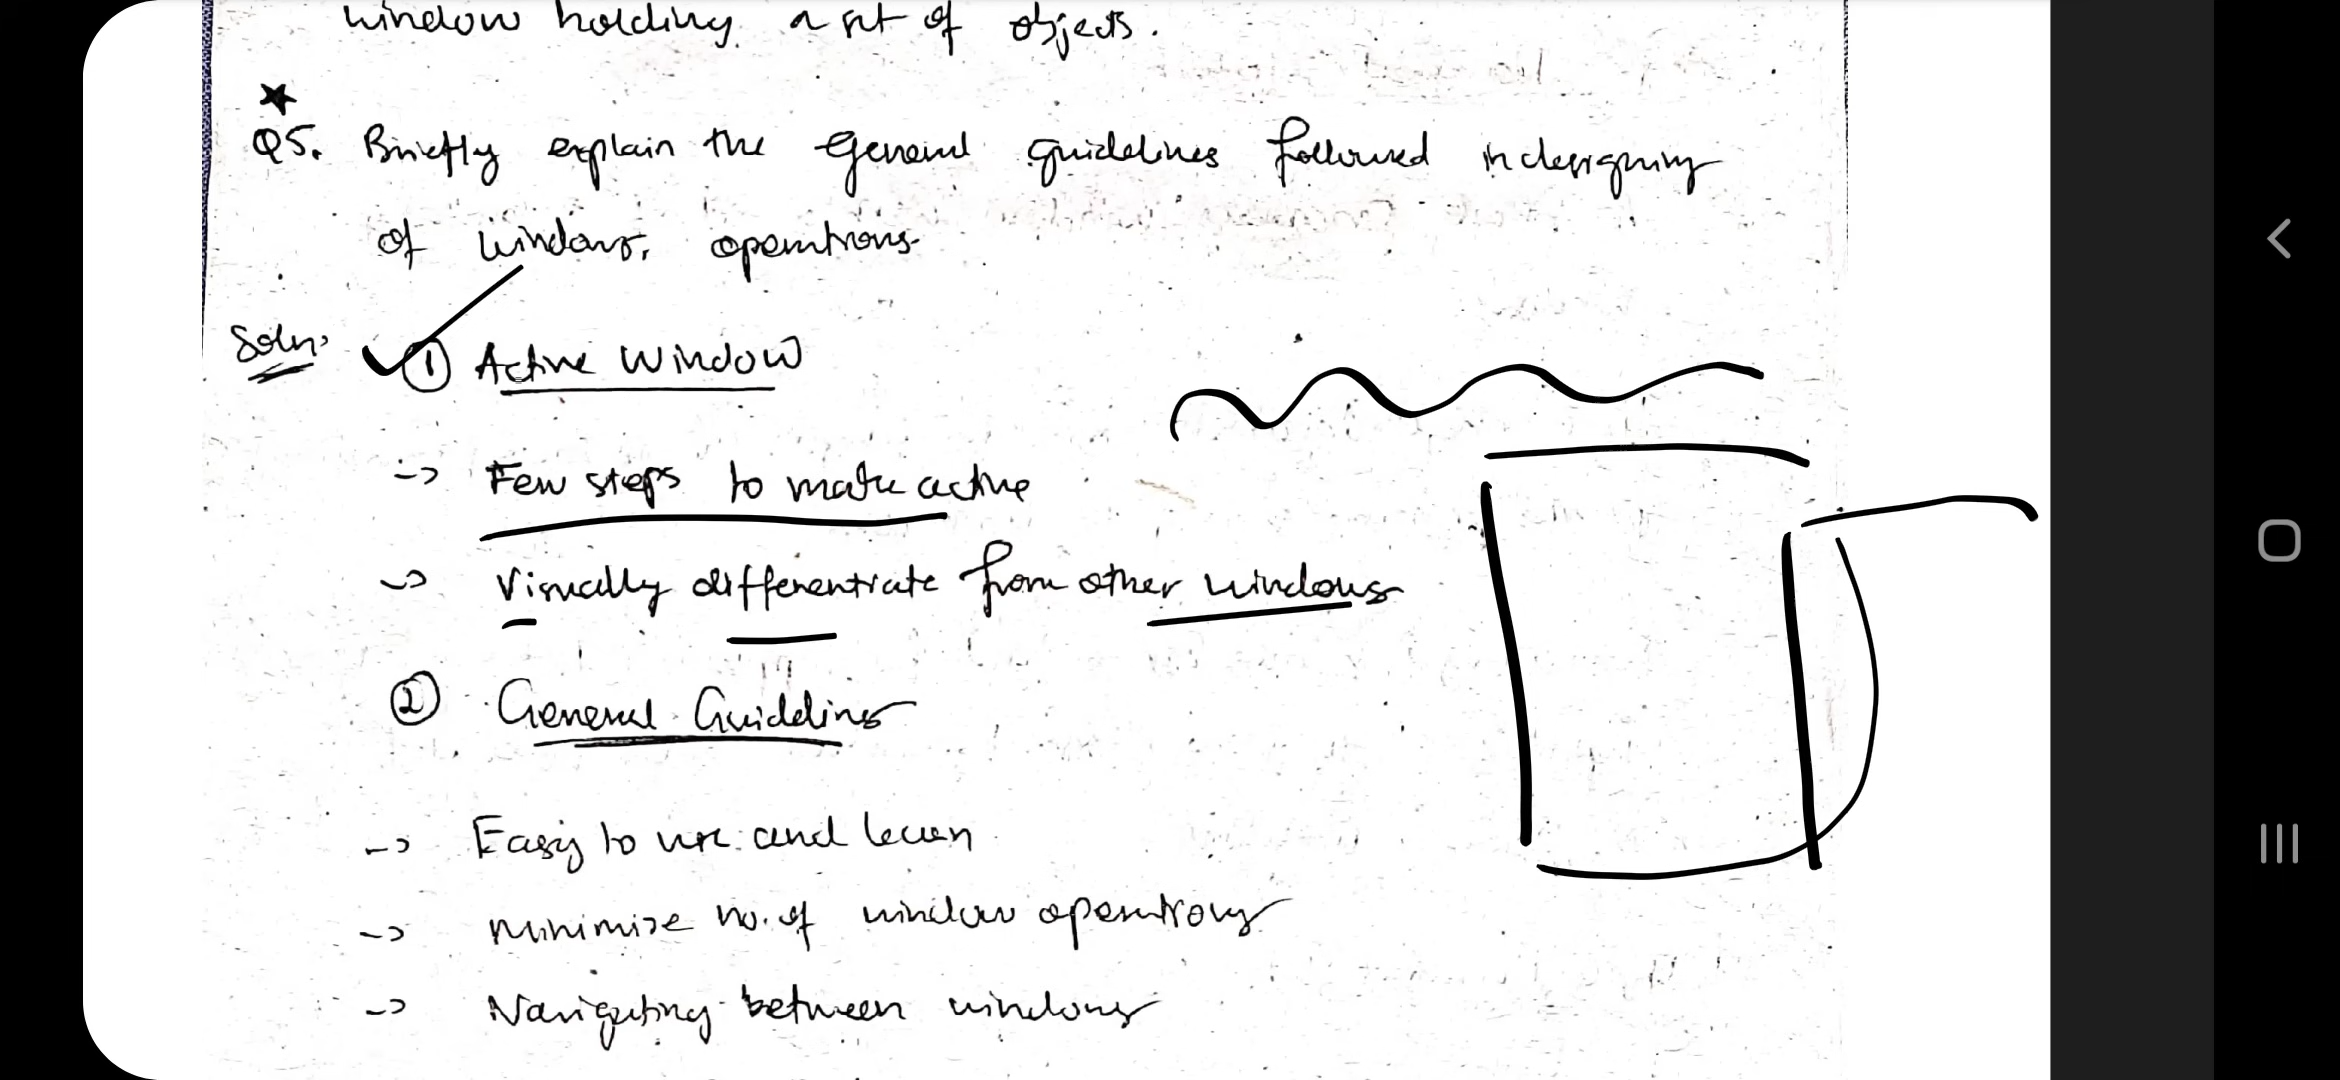 window holding a set of objects.
Q5. Briefly explain the general guidelines followed in designing
of windows operations.
Soln: ① Active Window
-> Few steps to make active
-> Visually differentiate from other windows
② General Guidelines
-> Easy to use and learn
-> Minimize no. of window operations
-> Navigating between windows